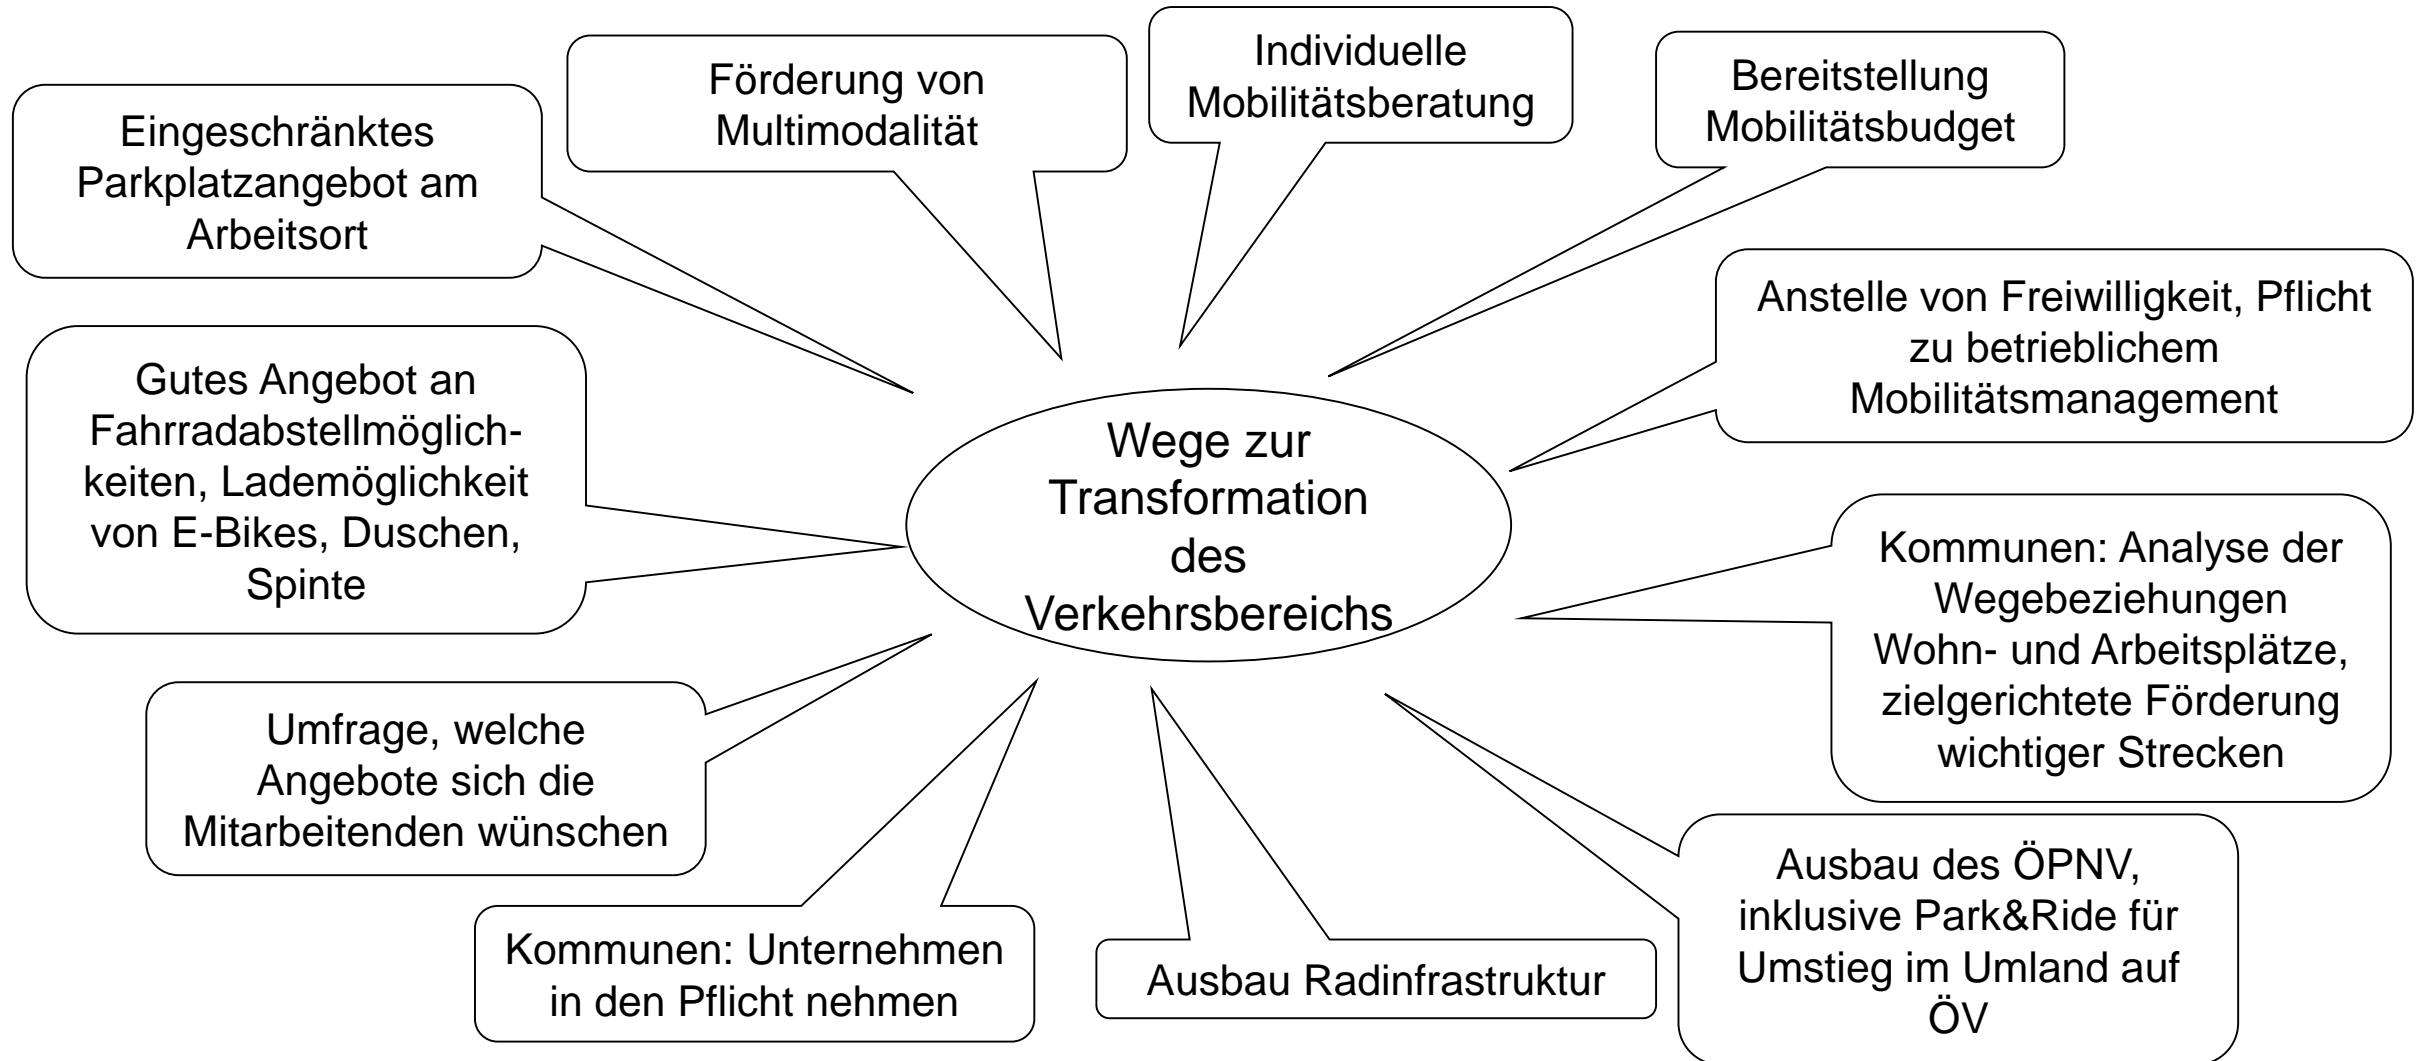 Eingeschränktes
Parkplatzangebot am
Arbeitsort
Förderung von
Multimodalität
Individuelle
Mobilitätsberatung
Bereitstellung
Mobilitätsbudget
Anstelle von Freiwilligkeit, Pflicht
zu betrieblichem
Mobilitätsmanagement
Gutes Angebot an
Fahrradabstellmöglich-
keiten, Lademöglichkeit
von E-Bikes, Duschen,
Spinte
Wege zur
Transformation
des
Verkehrsbereichs
Kommunen: Analyse der
Wegebeziehungen
Wohn- und Arbeitsplätze,
zielgerichtete Förderung
wichtiger Strecken
Umfrage, welche
Angebote sich die
Mitarbeitenden wünschen
Kommunen: Unternehmen
in den Pflicht nehmen
Ausbau Radinfrastruktur
Ausbau des ÖPNV,
inklusive Park&Ride für
Umstieg im Umland auf
ÖV